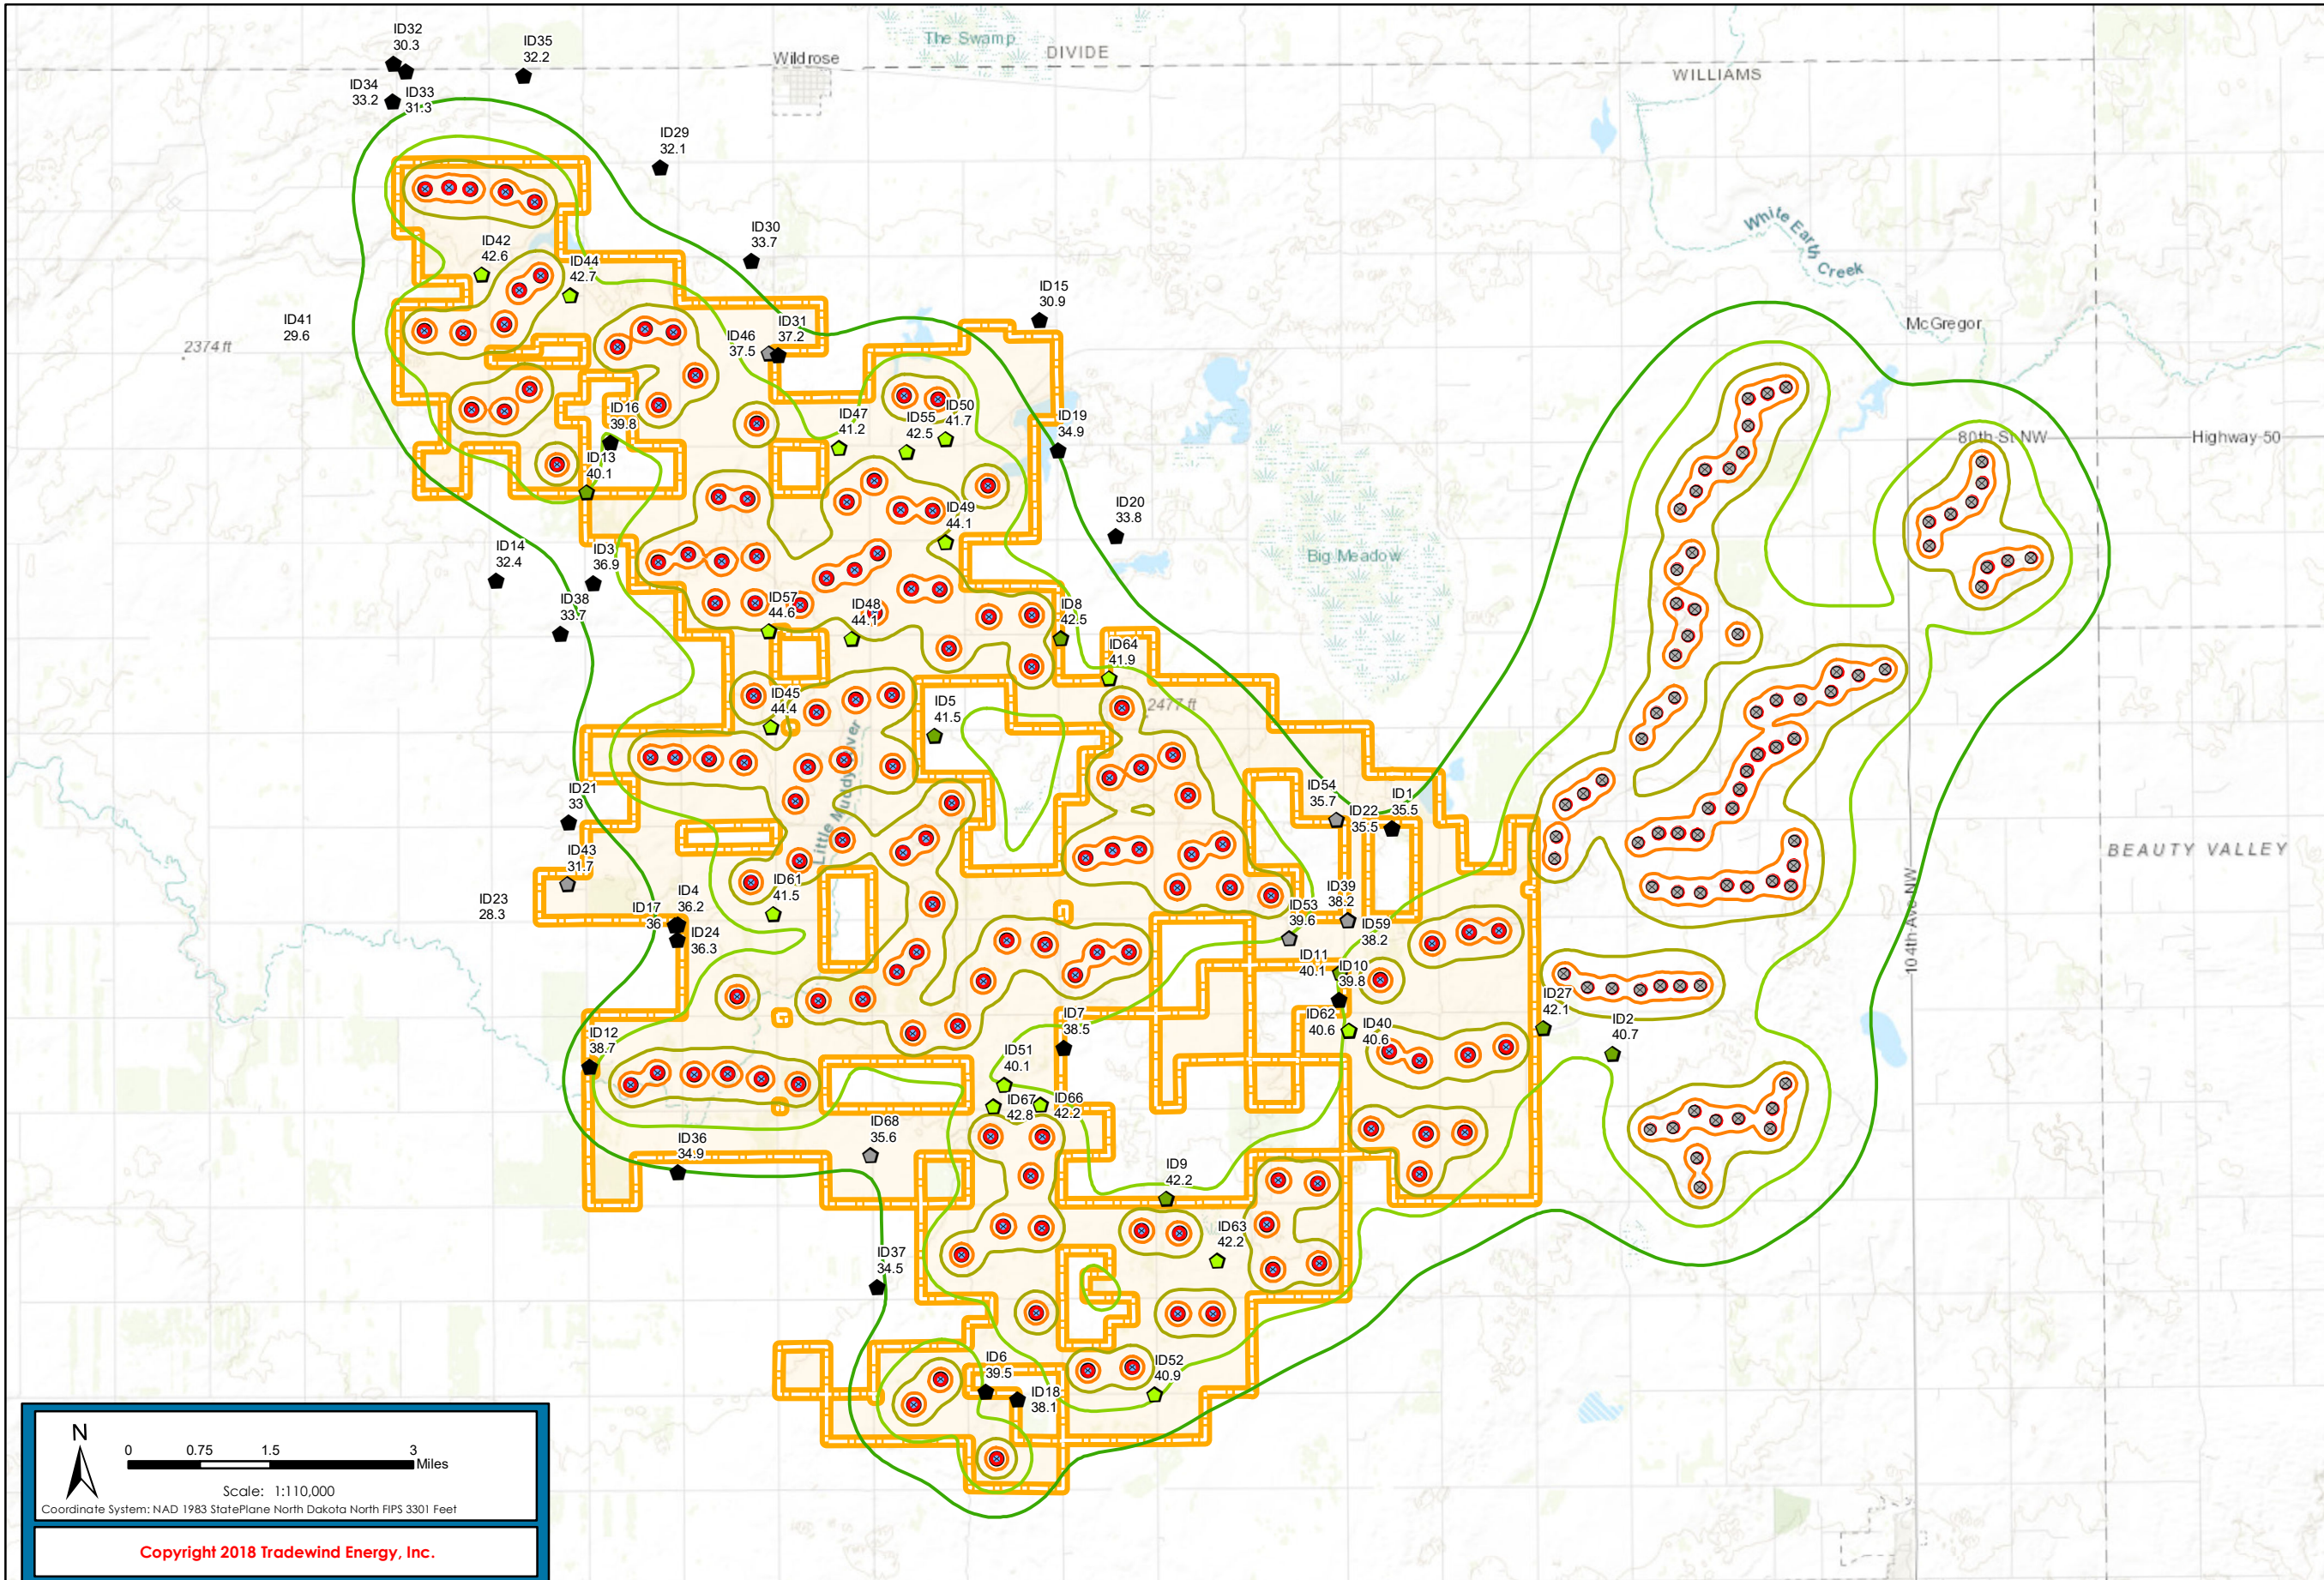 ID32
30.3
ID35
32.2
The Swamp
DIVIDE
Wildrose
WILLIAMS
ID34
33.2
ID33
31.3
ID29
32.1
White Earth Creek
ID30
33.7
ID42
42.6
ID44
42.7
ID15
30.9
ID41
29.6
2374 ft
ID46
37.5
ID31
37.2
McGregor
ID16
39.8
ID47
41.2
ID55
42.5
ID50
41.7
ID19
34.9
80th St NW
Highway 50
ID13
40.1
ID49
44.1
ID20
33.8
ID14
32.4
ID3
36.9
Big Meadow
ID38
33.7
ID57
44.6
ID48
44.1
ID8
42.5
ID64
41.9
ID45
44.4
ID5
41.5
2477 ft
Little Muddy River
ID21
33
ID54
35.7
ID22
35.5
ID1
35.5
BEAUTY VALLEY
ID43
31.7
ID23
28.3
ID17
36
ID4
36.2
ID24
36.3
ID61
41.5
ID39
38.2
ID53
39.6
ID59
38.2
104th Ave NW
ID11
40.1
ID10
39.8
ID62
40.6
ID40
40.6
ID27
42.1
ID2
40.7
ID12
38.7
ID7
38.5
ID51
40.1
ID67
42.8
ID66
42.2
ID68
35.6
ID36
34.9
ID9
42.2
ID63
42.2
ID37
34.5
ID6
39.5
ID18
38.1
ID52
40.9
N
0 0.75 1.5 3
Miles
Scale: 1:110,000
Coordinate System: NAD 1983 StatePlane North Dakota North FIPS 3301 Feet
Copyright 2018 Tradewind Energy, Inc.